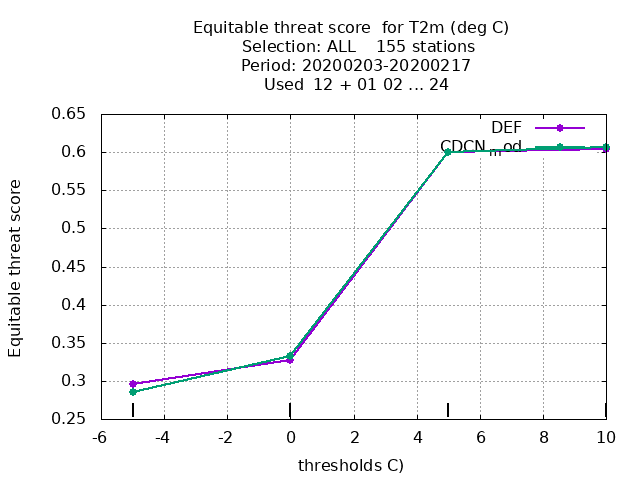 Equitable threat score for T2m (deg C)
Selection: ALL 155 stations
Period: 20200203-20200217
Used 12 + 01 02 ... 24
DEF
CDCN_mod
Equitable threat score
0.65
0.6
0.55
0.5
0.45
0.4
0.35
0.3
0.25
-6 -4 -2 0 2 4 6 8 10
thresholds C)